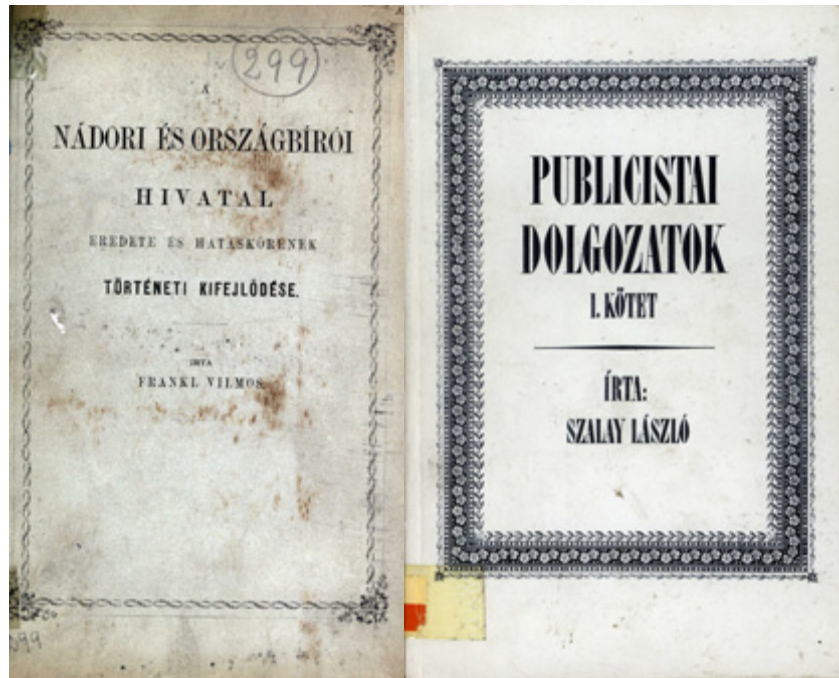 299
A
NÁDORI ÉS ORSZÁGBÍRÓI
HIVATAL
EREDETE ÉS HATÁSKÖRÉNEK
TÖRTÉNETI KIFEJLŐDÉSE.
IRTA
FRANKL VILMOS
PUBLICISTAI
DOLGOZATOK
I. KÖTET
ÍRTA:
SZALAY LÁSZLÓ